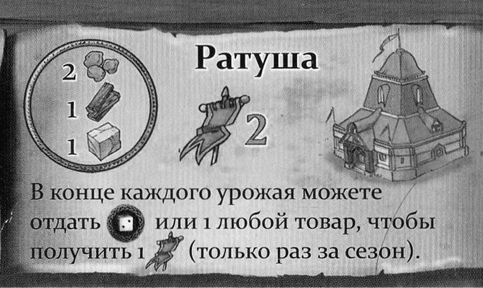 Ратуша
2
1
1
2
В конце каждого урожая можете
отдать или 1 любой товар, чтобы
получить 1 (только раз за сезон).